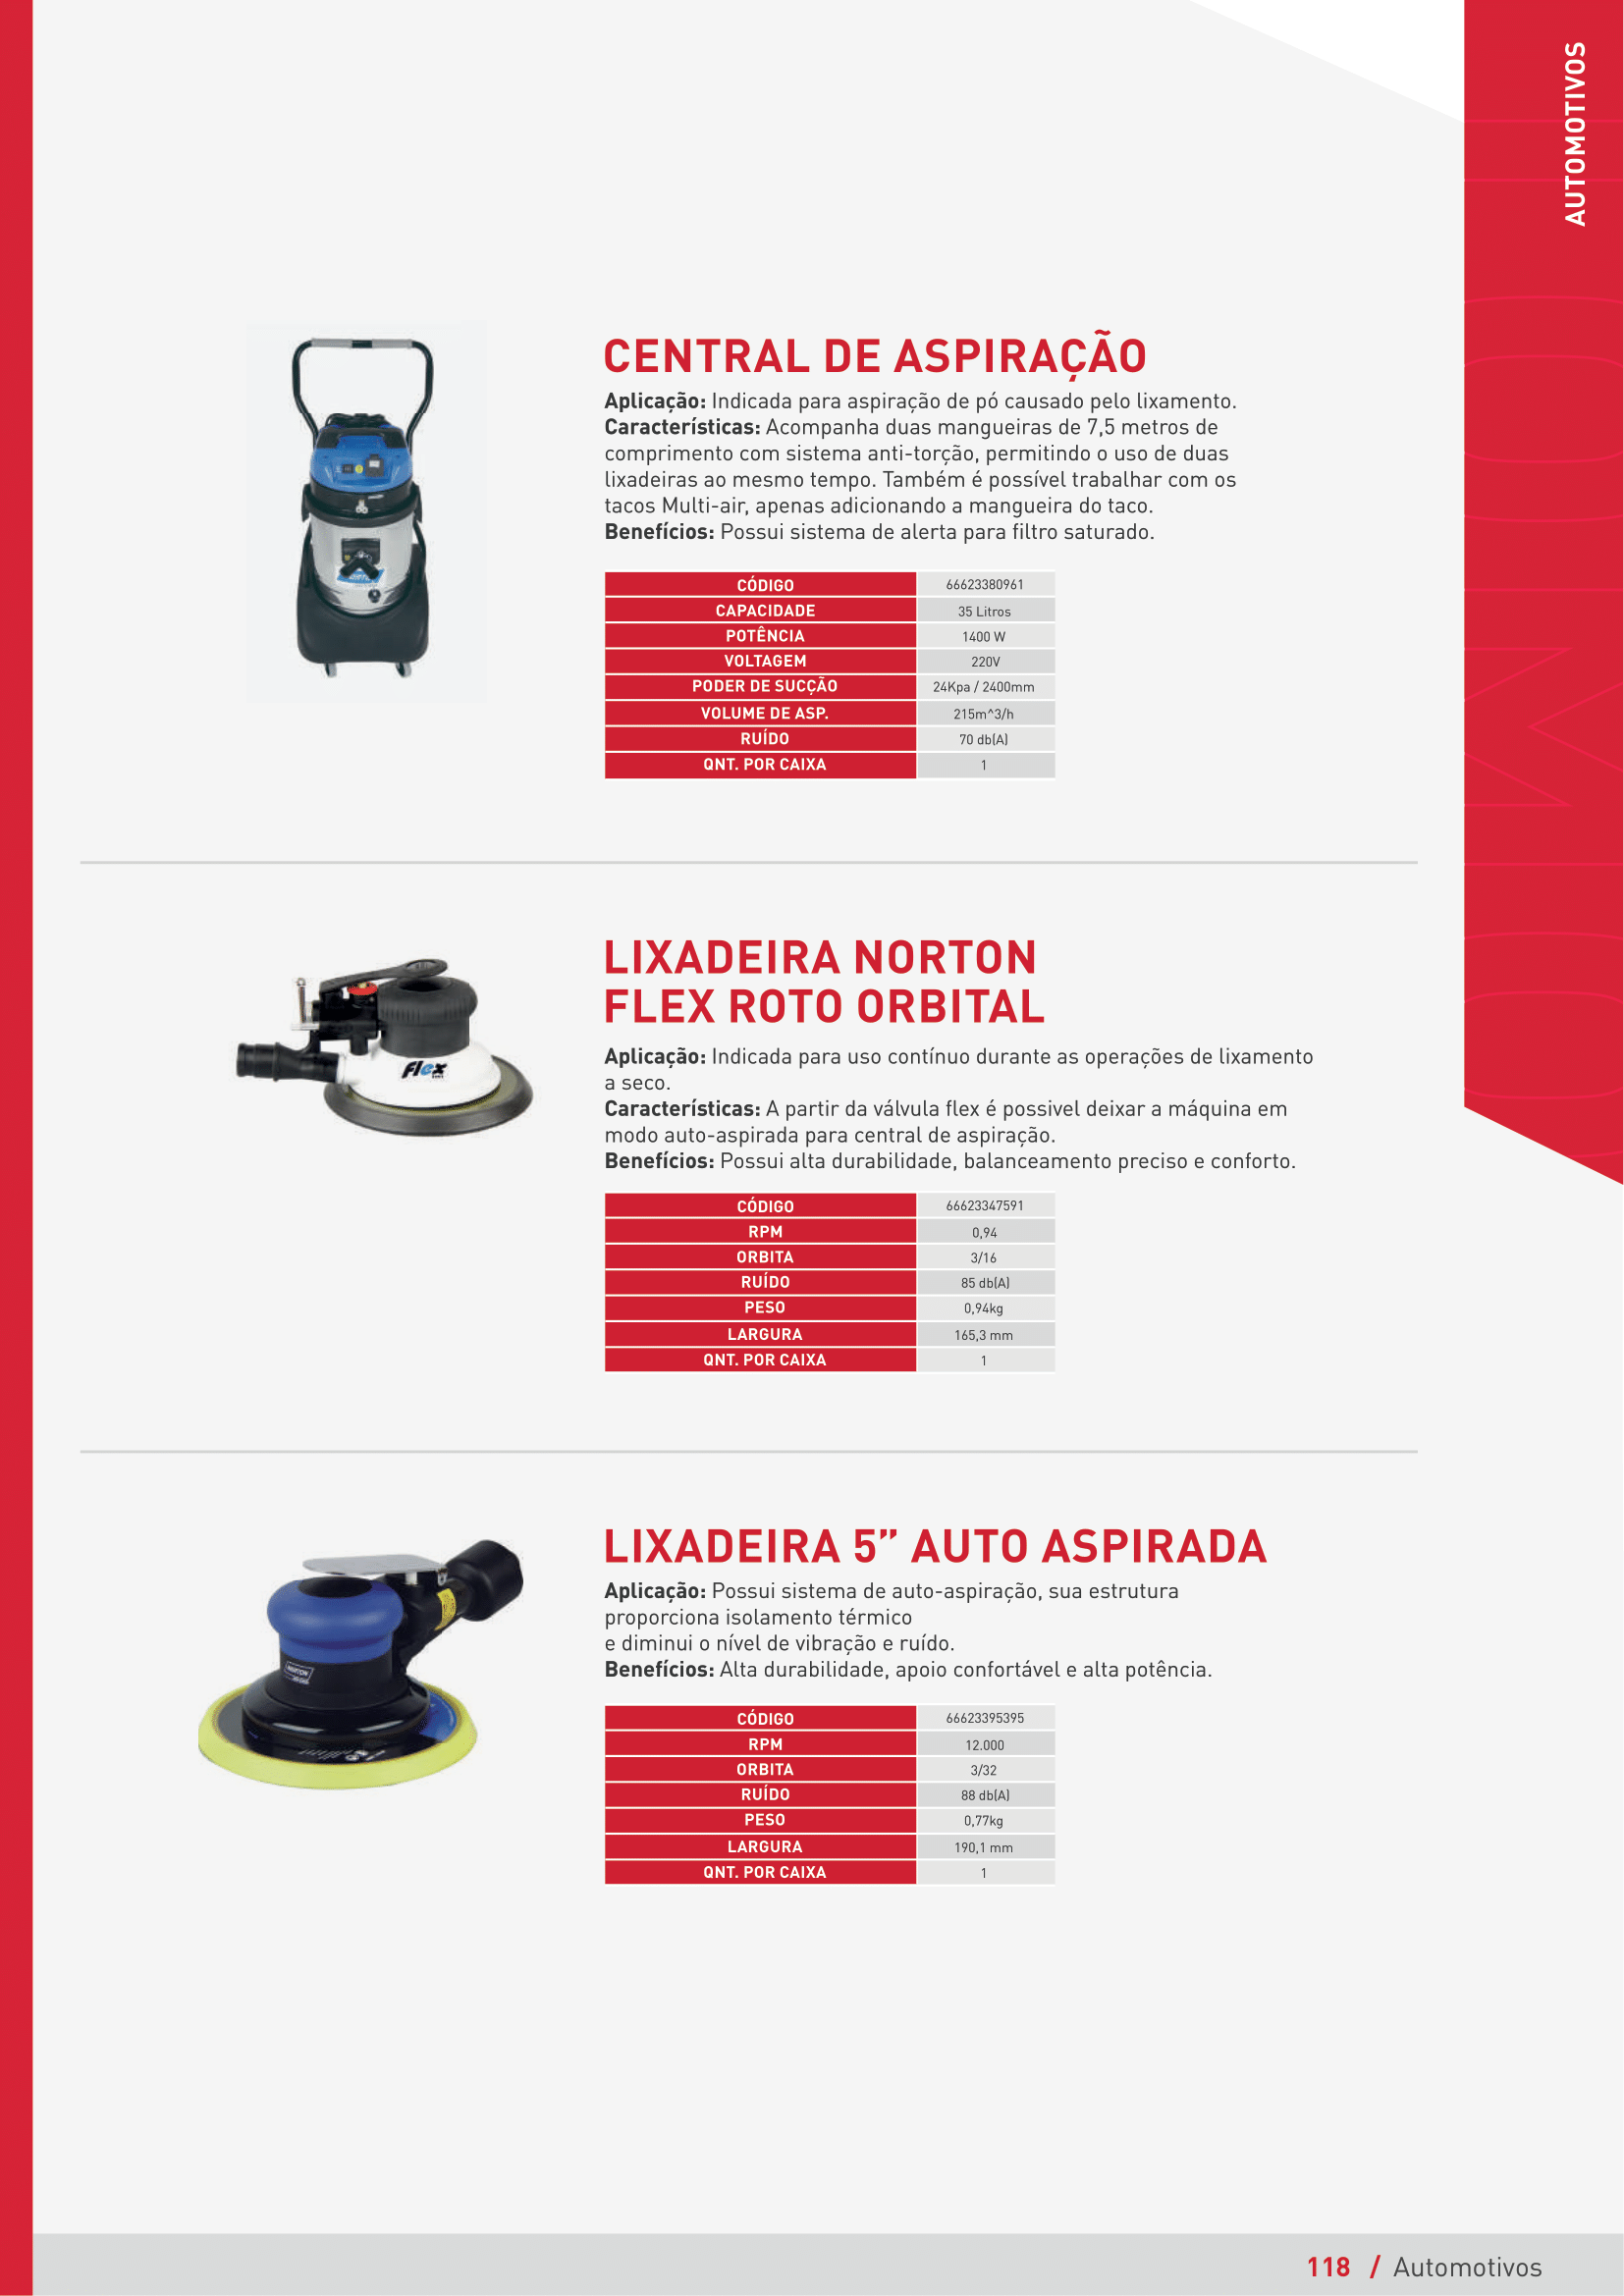 AUTOMOTIVOS
CENTRAL DE ASPIRAÇÃO
Aplicação: Indicada para aspiração de pó causado pelo lixamento.
Características: Acompanha duas mangueiras de 7,5 metros de
comprimento com sistema anti-torção, permitindo o uso de duas
lixadeiras ao mesmo tempo. Também é possível trabalhar com os
tacos Multi-air, apenas adicionando a mangueira do taco.
Benefícios: Possui sistema de alerta para filtro saturado.
CÓDIGO 66623380961
CAPACIDADE 35 Litros
POTÊNCIA 1400 W
VOLTAGEM 220V
PODER DE SUCÇÃO 24Kpa / 2400mm
VOLUME DE ASP. 215m^3/h
RUÍDO 70 db(A)
QNT. POR CAIXA 1
LIXADEIRA NORTON
FLEX ROTO ORBITAL
Aplicação: Indicada para uso contínuo durante as operações de lixamento
a seco.
Características: A partir da válvula flex é possivel deixar a máquina em
modo auto-aspirada para central de aspiração.
Benefícios: Possui alta durabilidade, balanceamento preciso e conforto.
flex
CÓDIGO 66623347591
RPM 0,94
ORBITA 3/16
RUÍDO 85 db(A)
PESO 0,94kg
LARGURA 165,3 mm
QNT. POR CAIXA 1
LIXADEIRA 5” AUTO ASPIRADA
Aplicação: Possui sistema de auto-aspiração, sua estrutura
proporciona isolamento térmico
e diminui o nível de vibração e ruído.
Benefícios: Alta durabilidade, apoio confortável e alta potência.
NORTON
CÓDIGO 66623395395
RPM 12.000
ORBITA 3/32
RUÍDO 88 db(A)
PESO 0,77kg
LARGURA 190,1 mm
QNT. POR CAIXA 1
118 / Automotivos